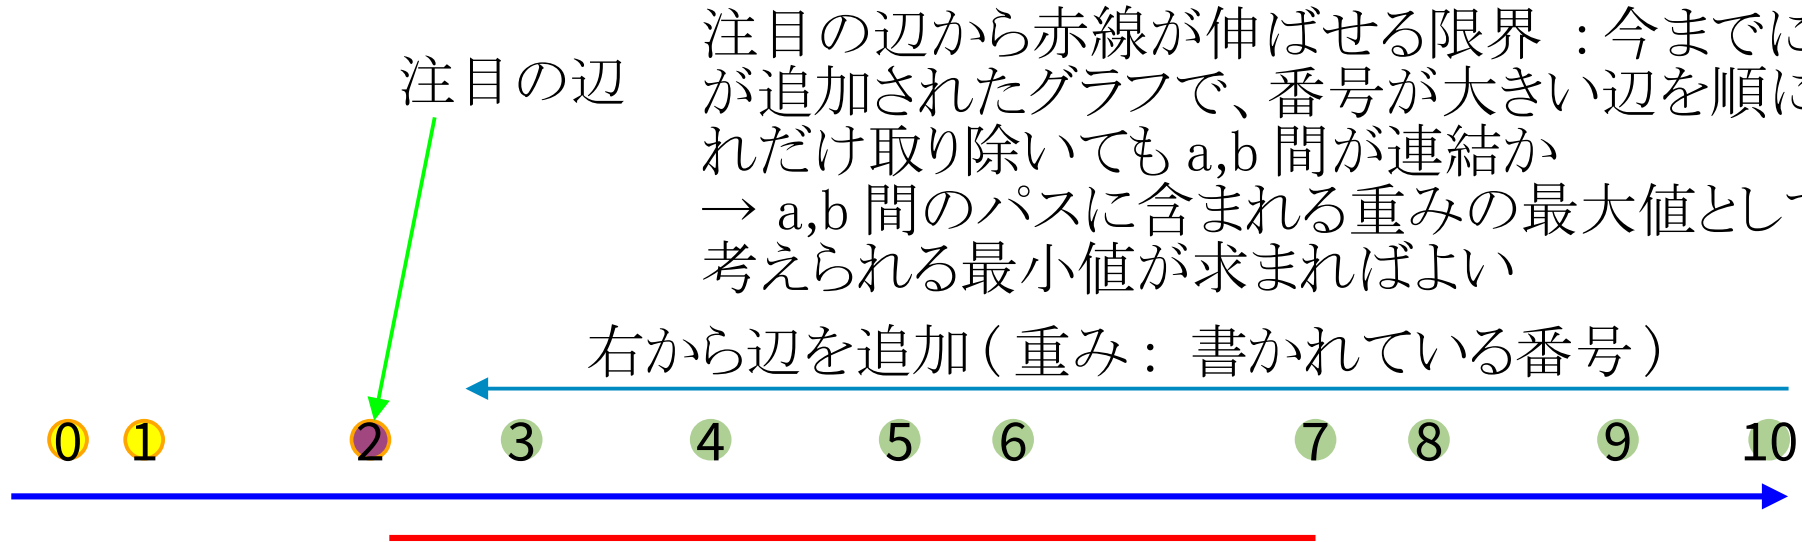 注目の辺から赤線が伸ばせる限界 : 今までに
が追加されたグラフで、番号が大きい辺を順に
れだけ取り除いても a,b 間が連結か
→ a,b 間のパスに含まれる重みの最大値として
考えられる最小値が求まればよい
注目の辺
右から辺を追加( 重み : 書かれている番号 )
0 1 2 3 4 5 6 7 8 9 10